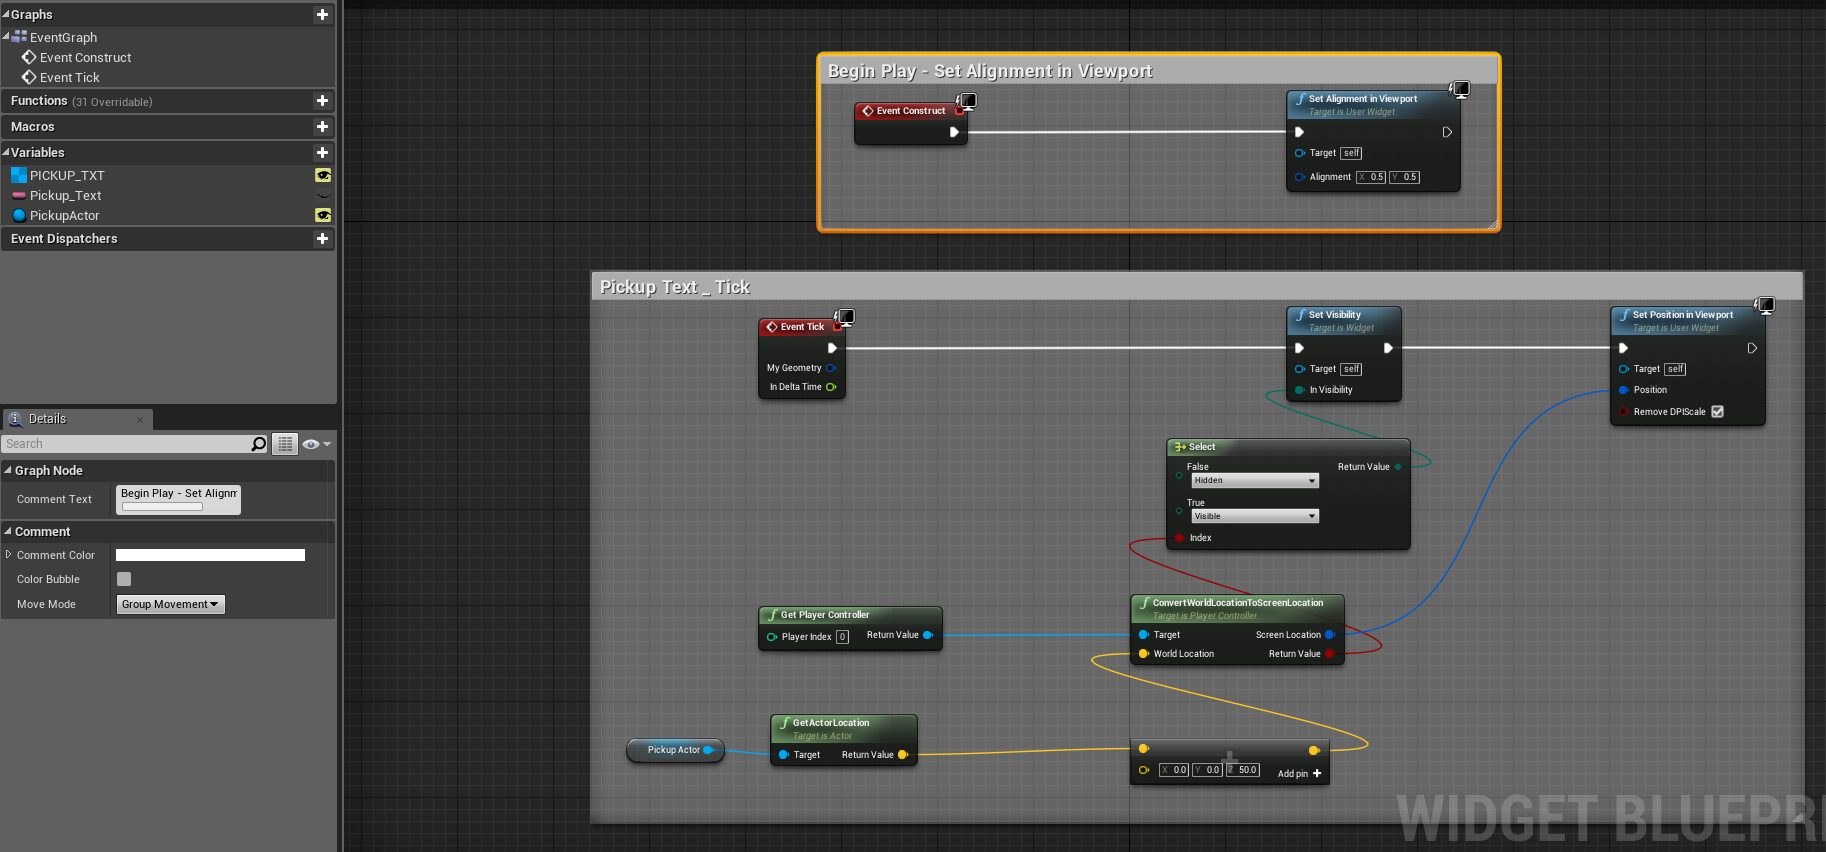 Graphs
EventGraph
Event Construct
Event Tick
Functions (31 Overridable)
Macros
Variables
PICKUP_TXT
Pickup_Text
PickupActor
Event Dispatchers
Details
Search
Graph Node
Comment Text Begin Play - Set Alignm
Comment
Comment Color
Color Bubble
Move Mode Group Movement
Begin Play - Set Alignment in Viewport
Event Construct
Set Alignment in Viewport
Target is User Widget
Target self
Alignment X 0.5 Y 0.5
Pickup Text _ Tick
Event Tick
My Geometry
In Delta Time
Set Visibility
Target is Widget
Target self
In Visibility
Set Position in Viewport
Target is User Widget
Target self
Position
Remove DPIScale
Select
False Return Value
Hidden
True
Visible
Index
Get Player Controller
Player Index 0 Return Value
ConvertWorldLocationToScreenLocation
Target is Player Controller
Target Screen Location
World Location Return Value
Pickup Actor
GetActorLocation
Target is Actor
Target Return Value
X 0.0 Y 0.0 Z 50.0 Add pin
WIDGET BLUEPRI